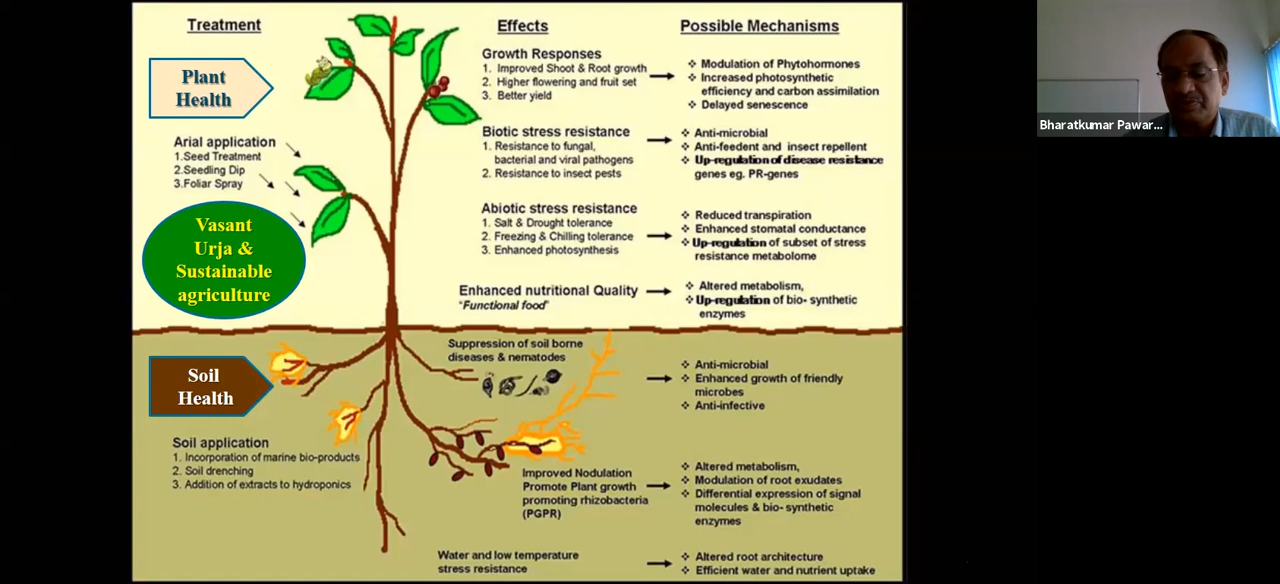 Treatment
Effects
Possible Mechanisms
Plant
Health
Growth Responses
1. Improved Shoot & Root growth
2. Higher flowering and fruit set
3. Better yield
❖ Modulation of Phytohormones
❖ Increased photosynthetic
efficiency and carbon assimilation
❖ Delayed senescence
Arial application
1.Seed Treatment
2.Seedling Dip
3.Foliar Spray
Biotic stress resistance
1. Resistance to fungal,
bacterial and viral pathogens
2. Resistance to insect pests
❖ Anti-microbial
❖ Anti-feedent and insect repellent
❖ Up-regulation of disease resistance
genes eg. PR-genes
Vasant
Urja &
Sustainable
agriculture
Abiotic stress resistance
1. Salt & Drought tolerance
2. Freezing & Chilling tolerance
3. Enhanced photosynthesis
❖ Reduced transpiration
❖ Enhanced stomatal conductance
❖ Up-regulation of subset of stress
resistance metabolome
Enhanced nutritional Quality
"Functional food"
❖ Altered metabolism,
❖ Up-regulation of bio- synthetic
enzymes
Soil
Health
Suppression of soil borne
diseases & nematodes
❖ Anti-microbial
❖ Enhanced growth of friendly
microbes
❖ Anti-infective
Soil application
1. Incorporation of marine bio-products
2. Soil drenching
3. Addition of extracts to hydroponics
Improved Nodulation
Promote Plant growth
promoting rhizobacteria
(PGPR)
❖ Altered metabolism,
❖ Modulation of root exudates
❖ Differential expression of signal
molecules & bio- synthetic
enzymes
Water and low temperature
stress resistance
❖ Altered root architecture
❖ Efficient water and nutrient uptake
Bharatkumar Pawar...